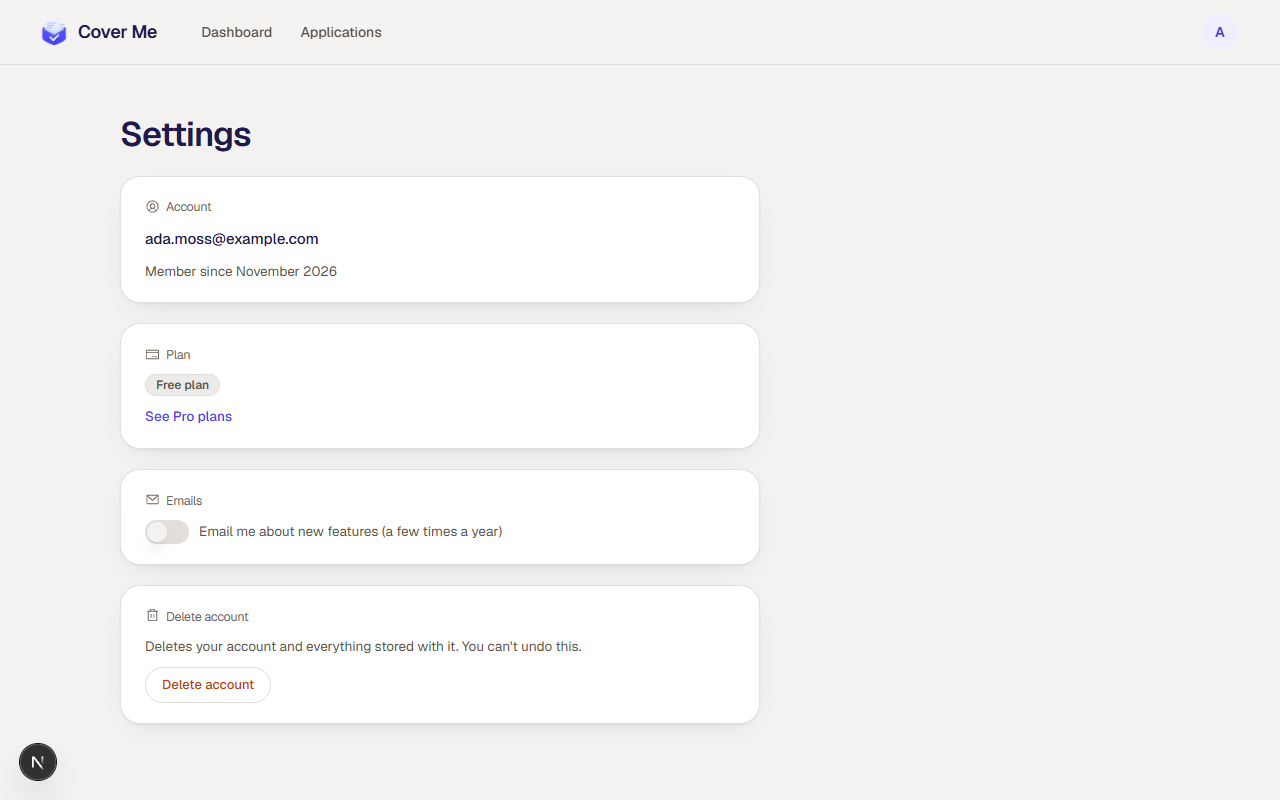 Cover Me
Dashboard
Applications
A
Settings
Account
ada.moss@example.com
Member since November 2026
Plan
Free plan
See Pro plans
Emails
Email me about new features (a few times a year)
Delete account
Deletes your account and everything stored with it. You can't undo this.
Delete account
N